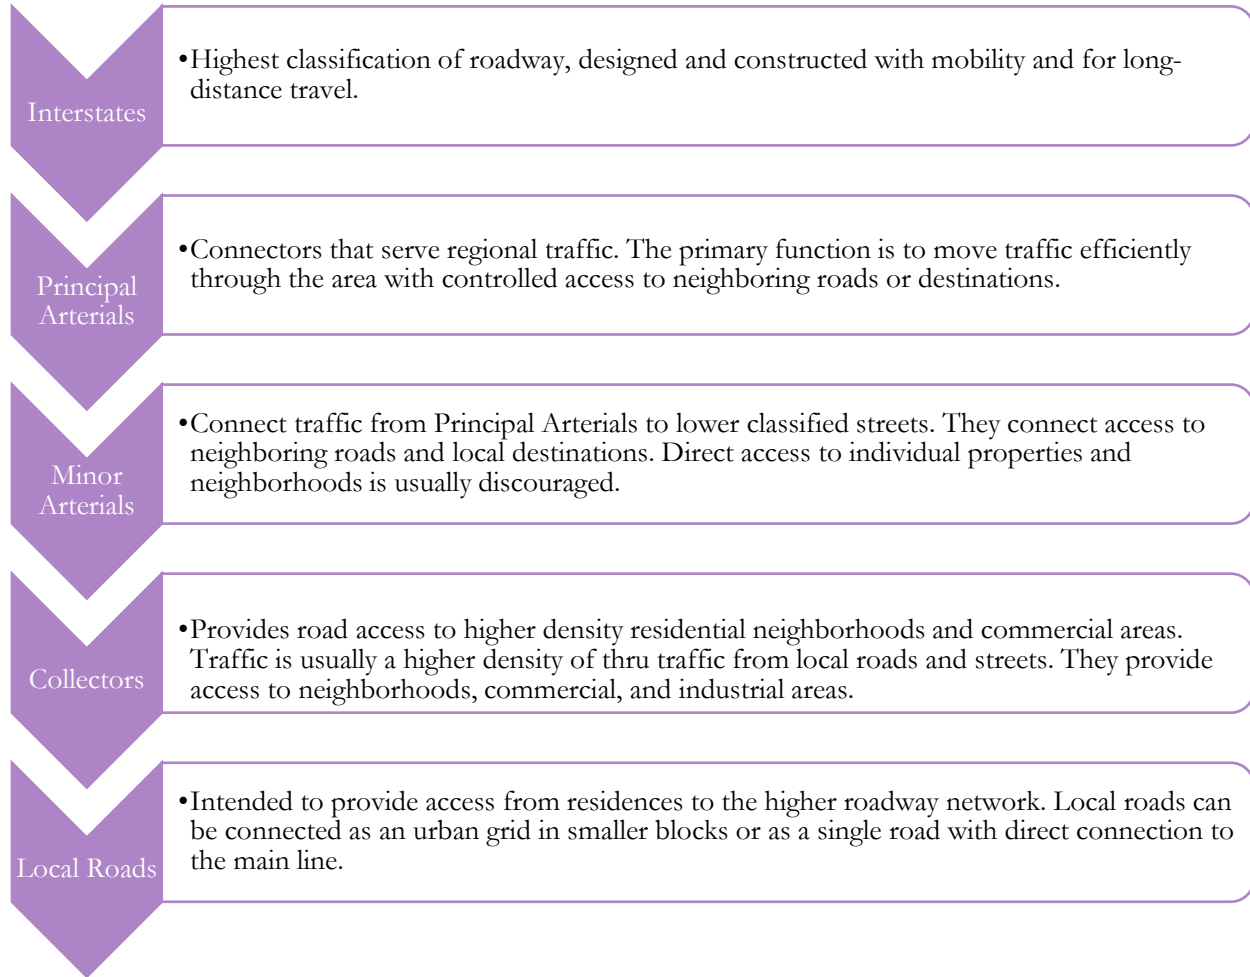 Interstates
•Highest classification of roadway, designed and constructed with mobility and for long-
distance travel.
Principal
Arterials
•Connectors that serve regional traffic. The primary function is to move traffic efficiently
through the area with controlled access to neighboring roads or destinations.
Minor
Arterials
•Connect traffic from Principal Arterials to lower classified streets. They connect access to
neighboring roads and local destinations. Direct access to individual properties and
neighborhoods is usually discouraged.
Collectors
•Provides road access to higher density residential neighborhoods and commercial areas.
Traffic is usually a higher density of thru traffic from local roads and streets. They provide
access to neighborhoods, commercial, and industrial areas.
Local Roads
•Intended to provide access from residences to the higher roadway network. Local roads can
be connected as an urban grid in smaller blocks or as a single road with direct connection to
the main line.